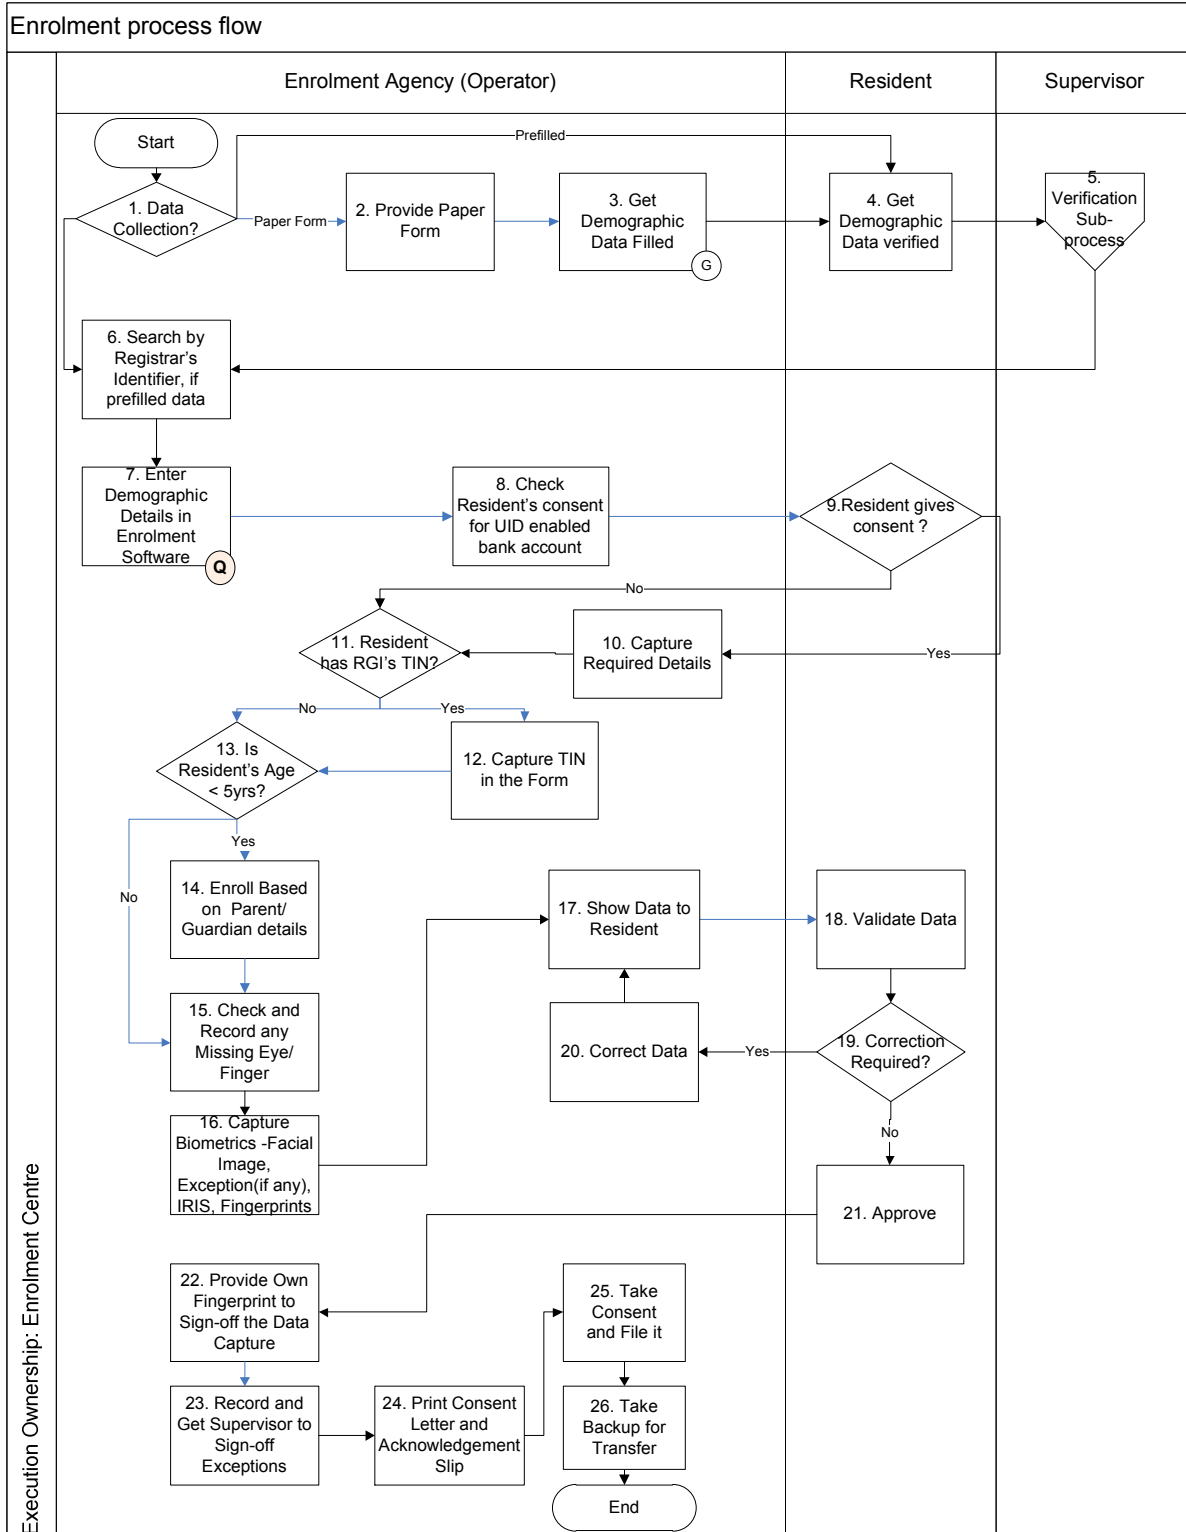 Enrolment process flow
Enrolment Agency (Operator)
Resident
Supervisor
Start
Prefilled
1. Data
Collection?
Paper Form
2. Provide Paper
Form
3. Get
Demographic
Data Filled
G
4. Get
Demographic
Data verified
5.
Verification
Sub-
process
6. Search by
Registrar's
Identifier, if
prefilled data
7. Enter
Demographic
Details in
Enrolment
Software
Q
8. Check
Resident's consent
for UID enabled
bank account
9.Resident gives
consent ?
No
Yes
10. Capture
Required Details
11. Resident
has RGI's TIN?
No
Yes
12. Capture TIN
in the Form
13. Is
Resident's Age
< 5yrs?
Yes
No
14. Enroll Based
on Parent/
Guardian details
15. Check and
Record any
Missing Eye/
Finger
16. Capture
Biometrics -Facial
Image,
Exception(if any),
IRIS, Fingerprints
17. Show Data to
Resident
18. Validate Data
19. Correction
Required?
Yes
20. Correct Data
No
21. Approve
22. Provide Own
Fingerprint to
Sign-off the Data
Capture
23. Record and
Get Supervisor to
Sign-off
Exceptions
24. Print Consent
Letter and
Acknowledgement
Slip
25. Take
Consent
and File it
26. Take
Backup for
Transfer
End
Execution Ownership: Enrolment Centre